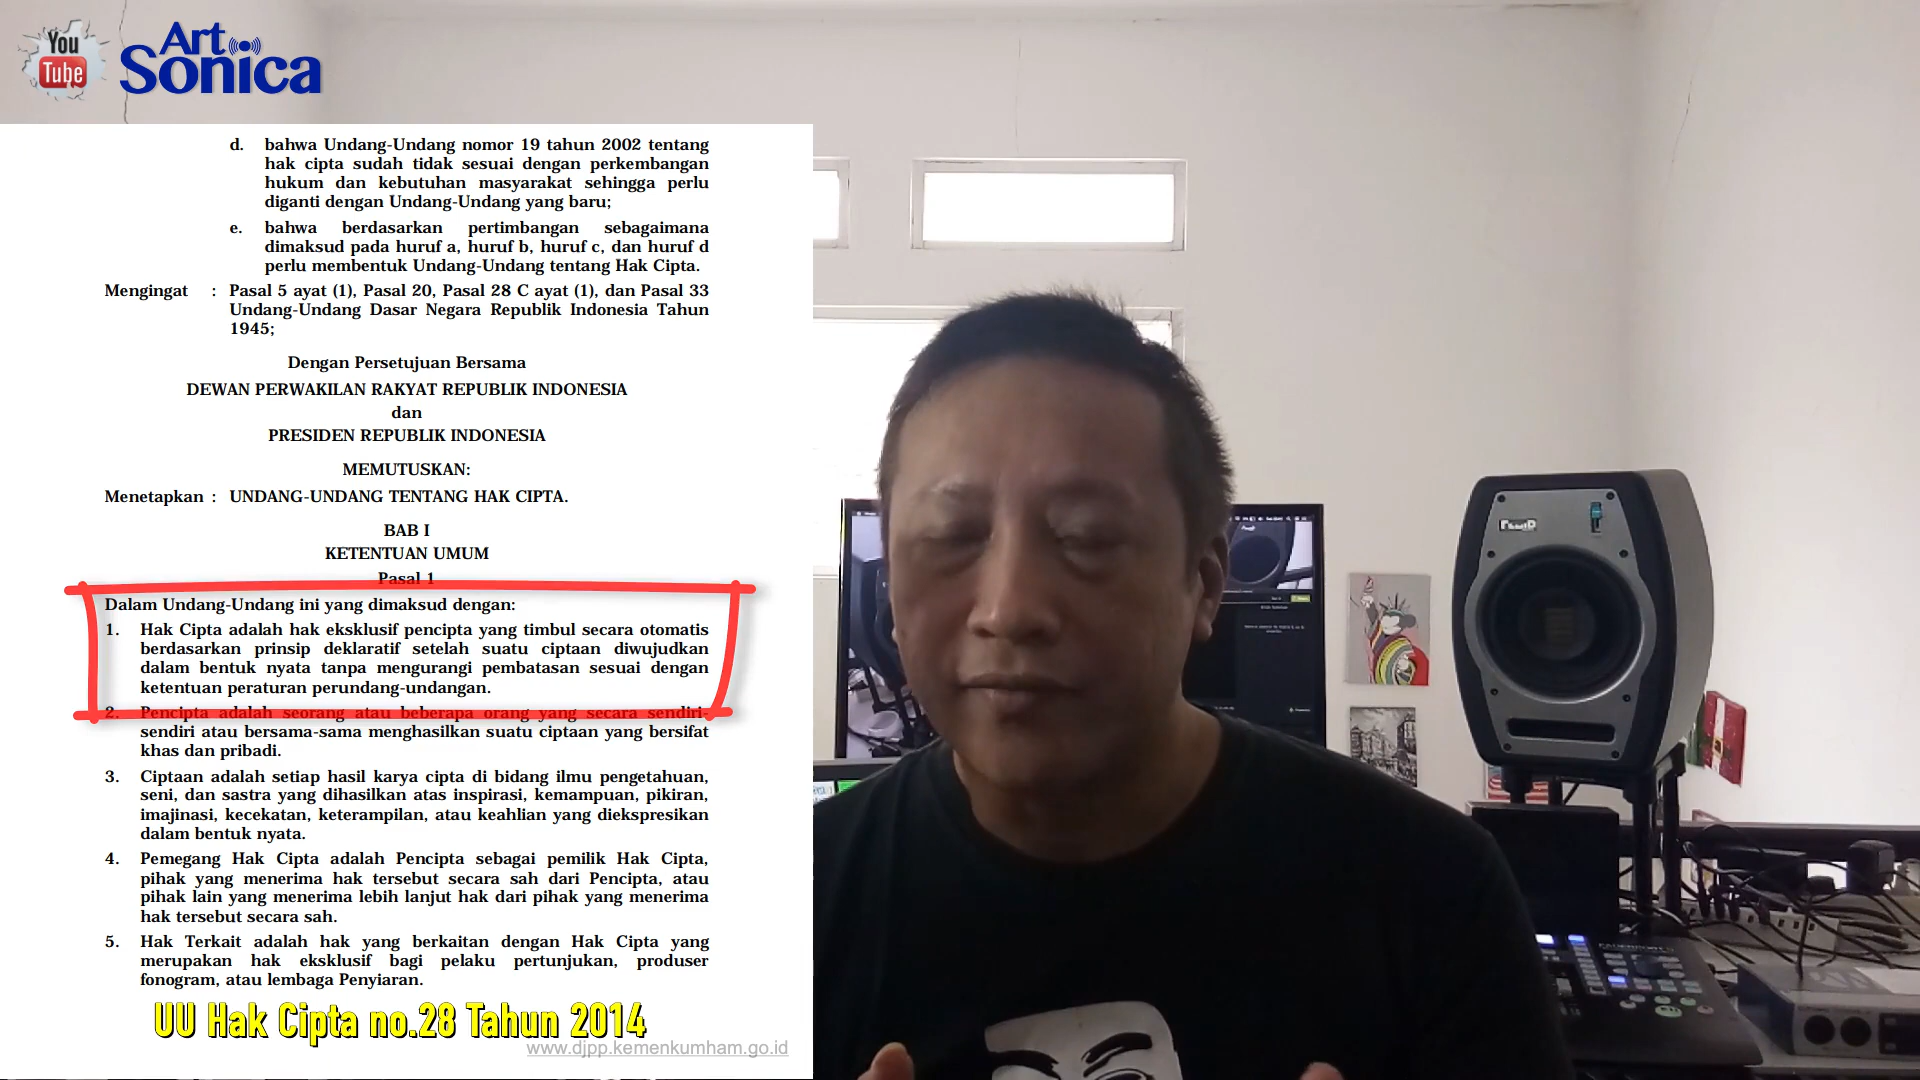 You
Tube
Art
Sonica
d. bahwa Undang-Undang nomor 19 tahun 2002 tentang
hak cipta sudah tidak sesuai dengan perkembangan
hukum dan kebutuhan masyarakat sehingga perlu
diganti dengan Undang-Undang yang baru;
e. bahwa berdasarkan pertimbangan sebagaimana
dimaksud pada huruf a, huruf b, huruf c, dan huruf d
perlu membentuk Undang-Undang tentang Hak Cipta.
Mengingat : Pasal 5 ayat (1), Pasal 20, Pasal 28 C ayat (1), dan Pasal 33
Undang-Undang Dasar Negara Republik Indonesia Tahun
1945;
Dengan Persetujuan Bersama
DEWAN PERWAKILAN RAKYAT REPUBLIK INDONESIA
dan
PRESIDEN REPUBLIK INDONESIA
MEMUTUSKAN:
Menetapkan : UNDANG-UNDANG TENTANG HAK CIPTA.
BAB I
KETENTUAN UMUM
Pasal 1
Dalam Undang-Undang ini yang dimaksud dengan:
1. Hak Cipta adalah hak eksklusif pencipta yang timbul secara otomatis
berdasarkan prinsip deklaratif setelah suatu ciptaan diwujudkan
dalam bentuk nyata tanpa mengurangi pembatasan sesuai dengan
ketentuan peraturan perundang-undangan.
2. Pencipta adalah seorang atau beberapa orang yang secara sendiri-
sendiri atau bersama-sama menghasilkan suatu ciptaan yang bersifat
khas dan pribadi.
3. Ciptaan adalah setiap hasil karya cipta di bidang ilmu pengetahuan,
seni, dan sastra yang dihasilkan atas inspirasi, kemampuan, pikiran,
imajinasi, kecekatan, keterampilan, atau keahlian yang diekspresikan
dalam bentuk nyata.
4. Pemegang Hak Cipta adalah Pencipta sebagai pemilik Hak Cipta,
pihak yang menerima hak tersebut secara sah dari Pencipta, atau
pihak lain yang menerima lebih lanjut hak dari pihak yang menerima
hak tersebut secara sah.
5. Hak Terkait adalah hak yang berkaitan dengan Hak Cipta yang
merupakan hak eksklusif bagi pelaku pertunjukan, produser
fonogram, atau lembaga Penyiaran.
UU Hak Cipta no.28 Tahun 2014
www.djpp.kemenkumham.go.id